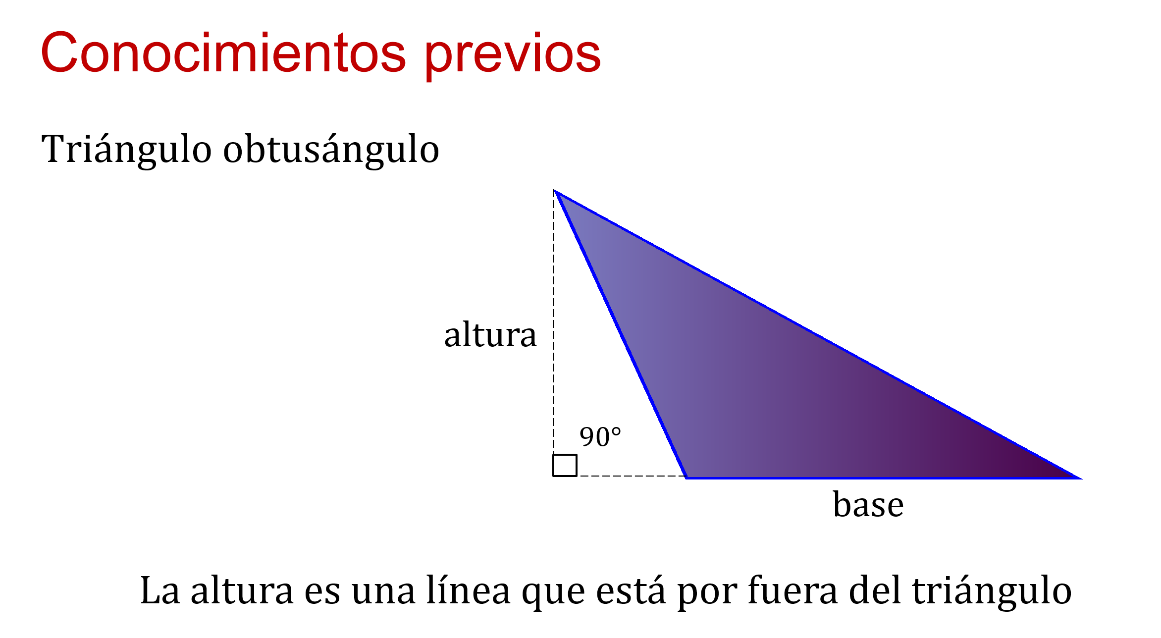 Conocimientos previos
Triángulo obtusángulo
altura
90°
base
La altura es una línea que está por fuera del triángulo